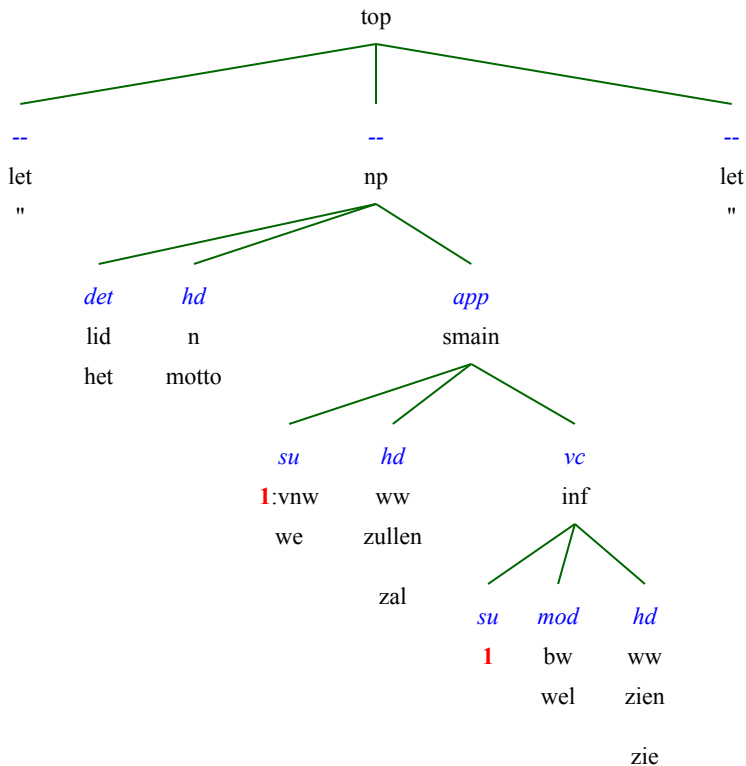 top
-- -- --
let np let
" "
det hd app
lid n smain
het motto
su hd vc
1:vnw ww inf
we zullen
zal
su mod hd
1 bw ww
wel zien
zie